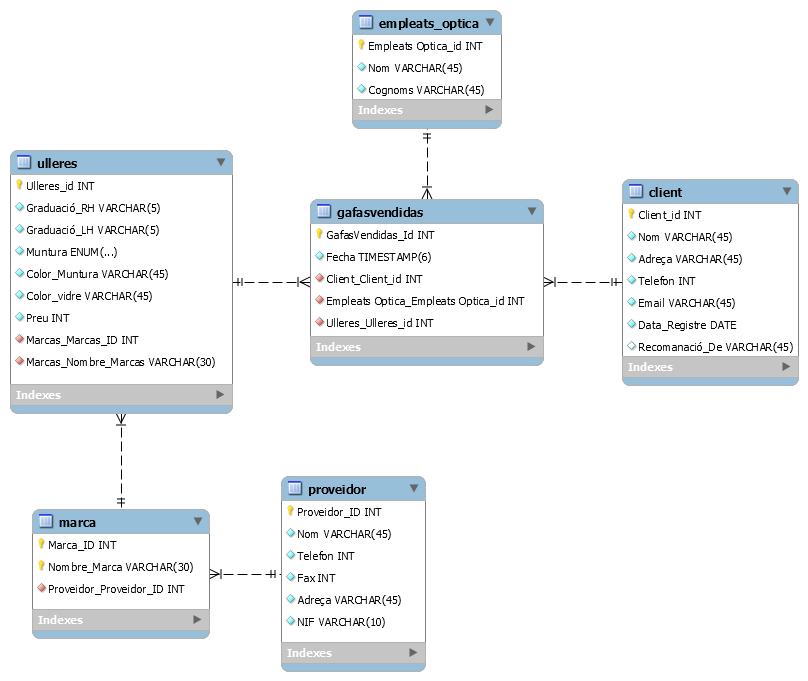 empleats_optica
Empleats Optica_id INT
Nom VARCHAR(45)
Cognoms VARCHAR(45)
Indexes
ulleres
Ulleres_id INT
Graduació_RH VARCHAR(5)
Graduació_LH VARCHAR(5)
Muntura ENUM(...)
Color_Muntura VARCHAR(45)
Color_vidre VARCHAR(45)
Preu INT
Marcas_Marcas_ID INT
Marcas_Nombre_Marcas VARCHAR(30)
Indexes
gafasvendidas
GafasVendidas_Id INT
Fecha TIMESTAMP(6)
Client_Client_id INT
Empleats Optica_Empleats Optica_id INT
Ulleres_Ulleres_id INT
Indexes
client
Client_id INT
Nom VARCHAR(45)
Adreça VARCHAR(45)
Telefon INT
Email VARCHAR(45)
Data_Registre DATE
Recomanació_De VARCHAR(45)
Indexes
marca
Marca_ID INT
Nombre_Marca VARCHAR(30)
Proveidor_Proveidor_ID INT
Indexes
proveidor
Proveidor_ID INT
Nom VARCHAR(45)
Telefon INT
Fax INT
Adreça VARCHAR(45)
NIF VARCHAR(10)
Indexes